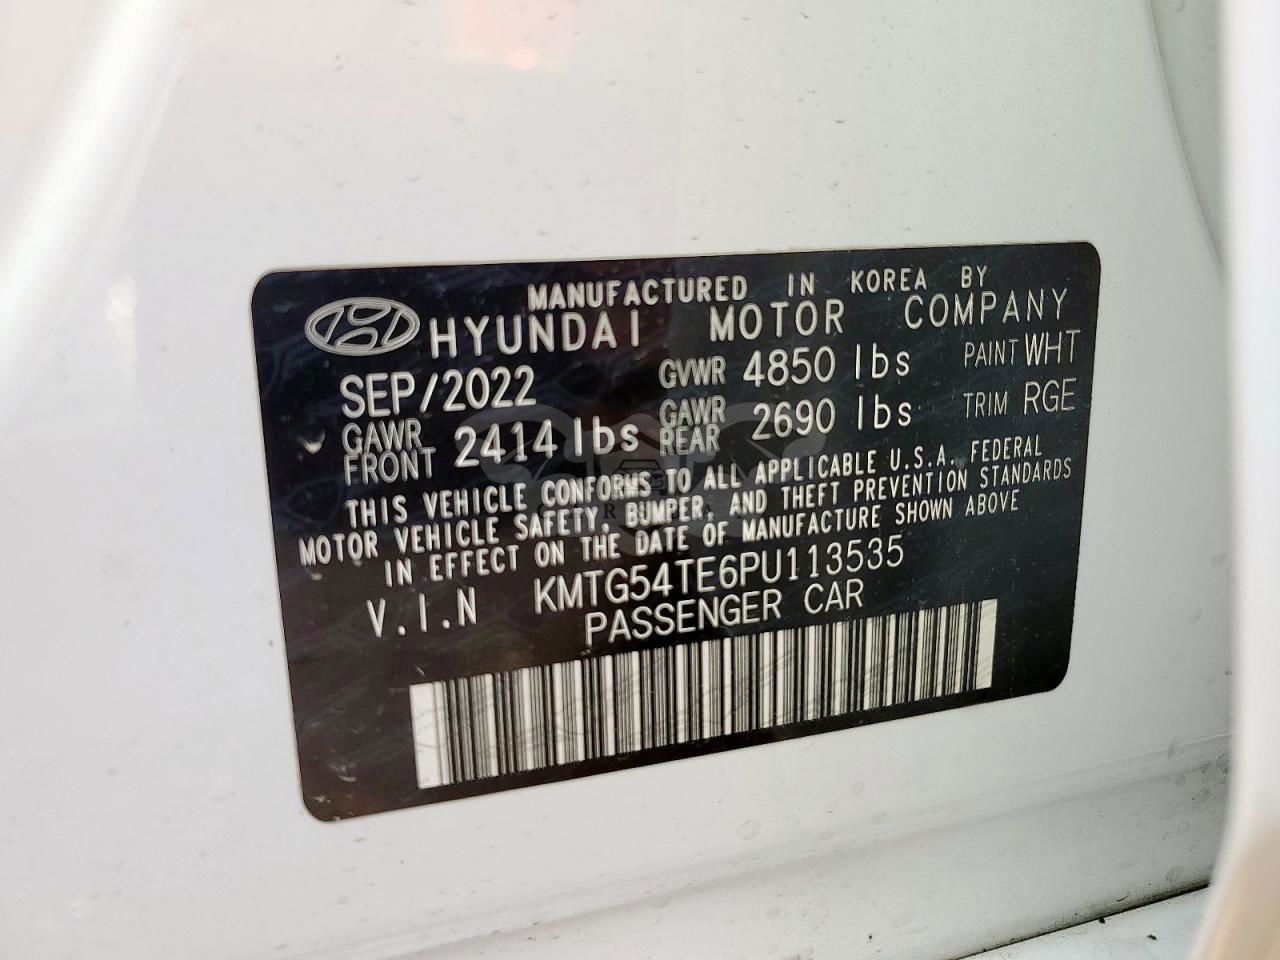 MANUFACTURED IN KOREA BY
HYUNDAI MOTOR COMPANY
SEP/2022 GVWR 4850 lbs PAINT WHT
GAWR FRONT 2414 lbs GAWR REAR 2690 lbs TRIM RGE
THIS VEHICLE CONFORMS TO ALL APPLICABLE U.S.A. FEDERAL
MOTOR VEHICLE SAFETY, BUMPER, AND THEFT PREVENTION STANDARDS
IN EFFECT ON THE DATE OF MANUFACTURE SHOWN ABOVE
V.I.N KMTG54TE6PU113535
PASSENGER CAR